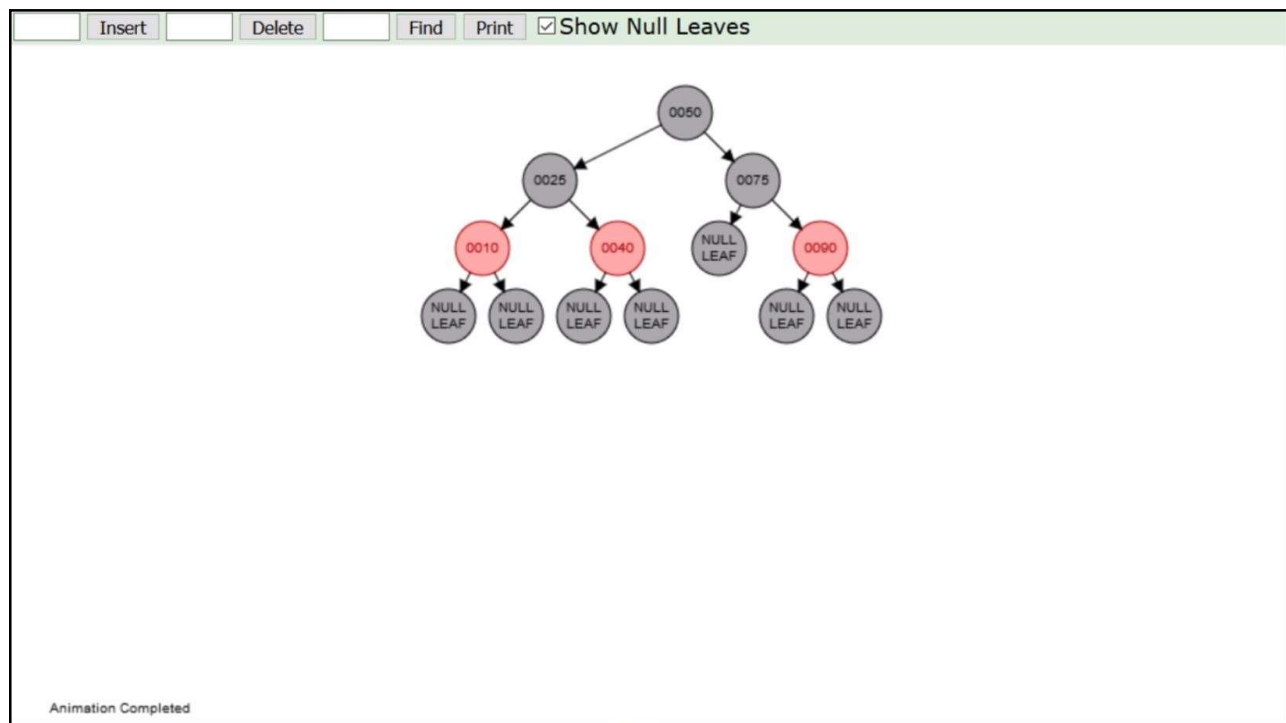 Insert Delete Find Print Show Null Leaves
0050
0025 0075
0010 0040 NULL LEAF 0090
NULL LEAF NULL LEAF NULL LEAF NULL LEAF NULL LEAF NULL LEAF
Animation Completed